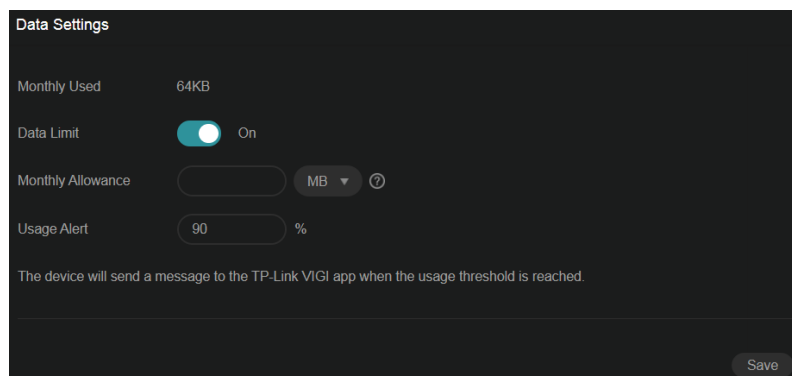 Data Settings
Monthly Used 64KB
Data Limit On
Monthly Allowance MB ?
Usage Alert 90 %
The device will send a message to the TP-Link VIGI app when the usage threshold is reached.
Save